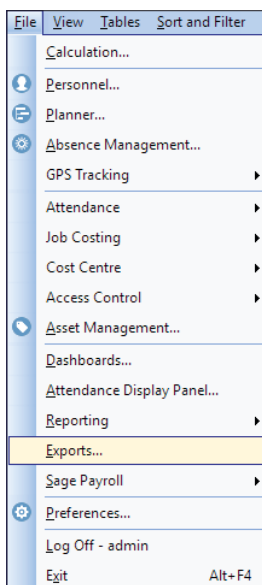 File View Tables Sort and Filter
Calculation...
Personnel...
Planner...
Absence Management...
GPS Tracking
Attendance
Job Costing
Cost Centre
Access Control
Asset Management...
Dashboards...
Attendance Display Panel...
Reporting
Exports...
Sage Payroll
Preferences...
Log Off - admin
Exit Alt+F4